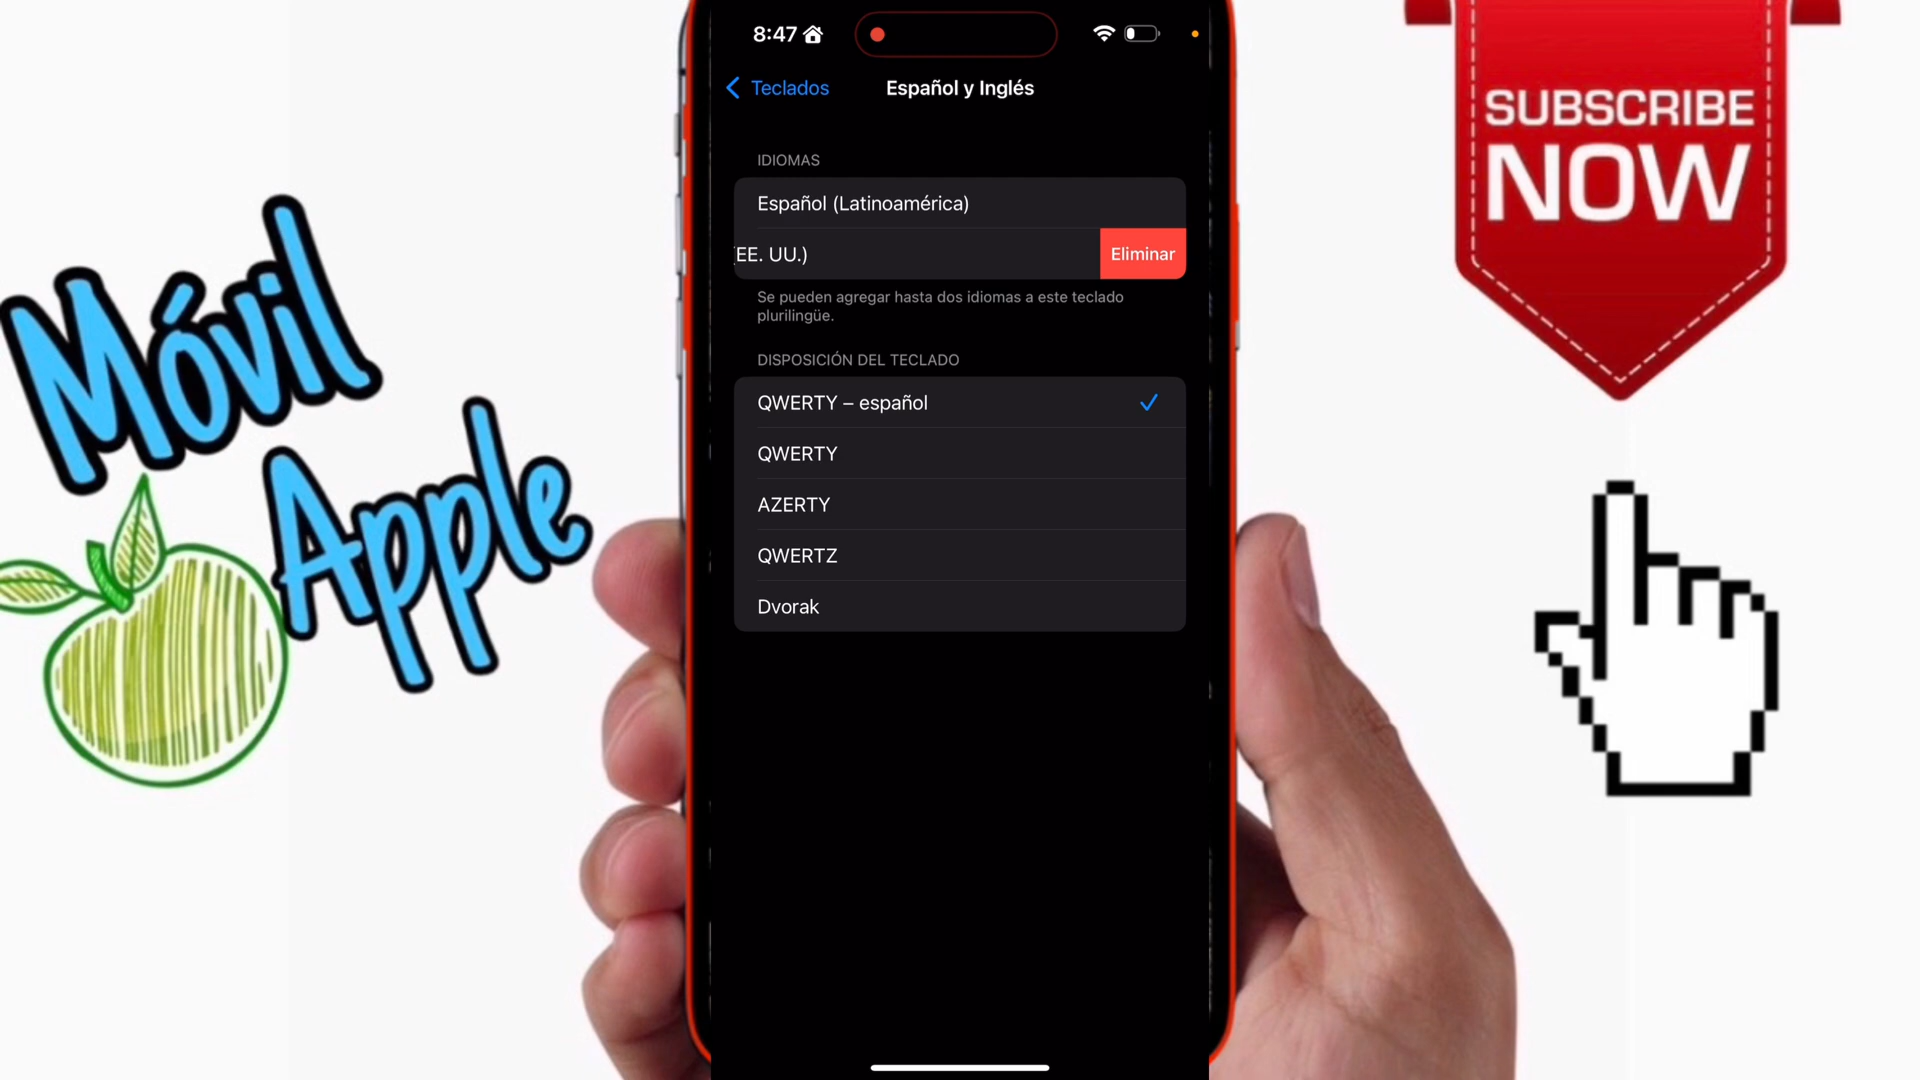 8:47
Teclados
Español y Inglés
IDIOMAS
Español (Latinoamérica)
EE. UU.)
Eliminar
Se pueden agregar hasta dos idiomas a este teclado
plurilingüe.
DISPOSICIÓN DEL TECLADO
QWERTY – español
QWERTY
AZERTY
QWERTZ
Dvorak
Móvil
Apple
SUBSCRIBE
NOW